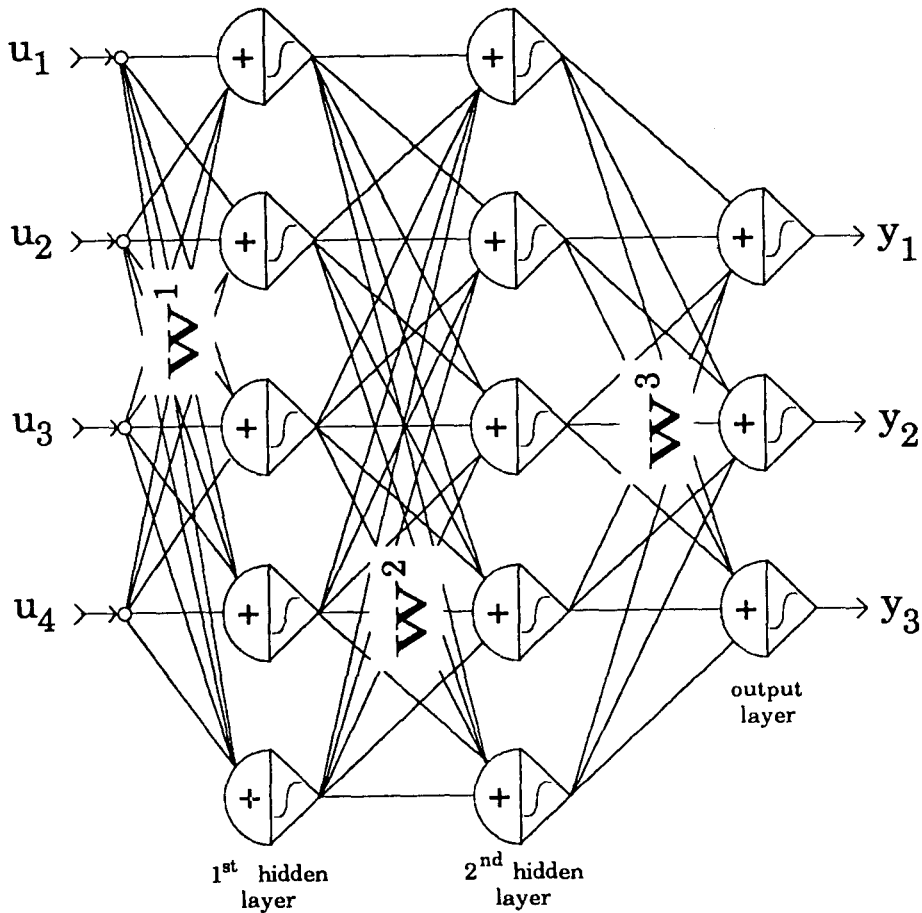 u1
u2
u3
u4
W1
W2
W3
y1
y2
y3
+
+
+
+
+
+
+
+
+
+
+
+
+
output
layer
1st hidden
layer
2nd hidden
layer